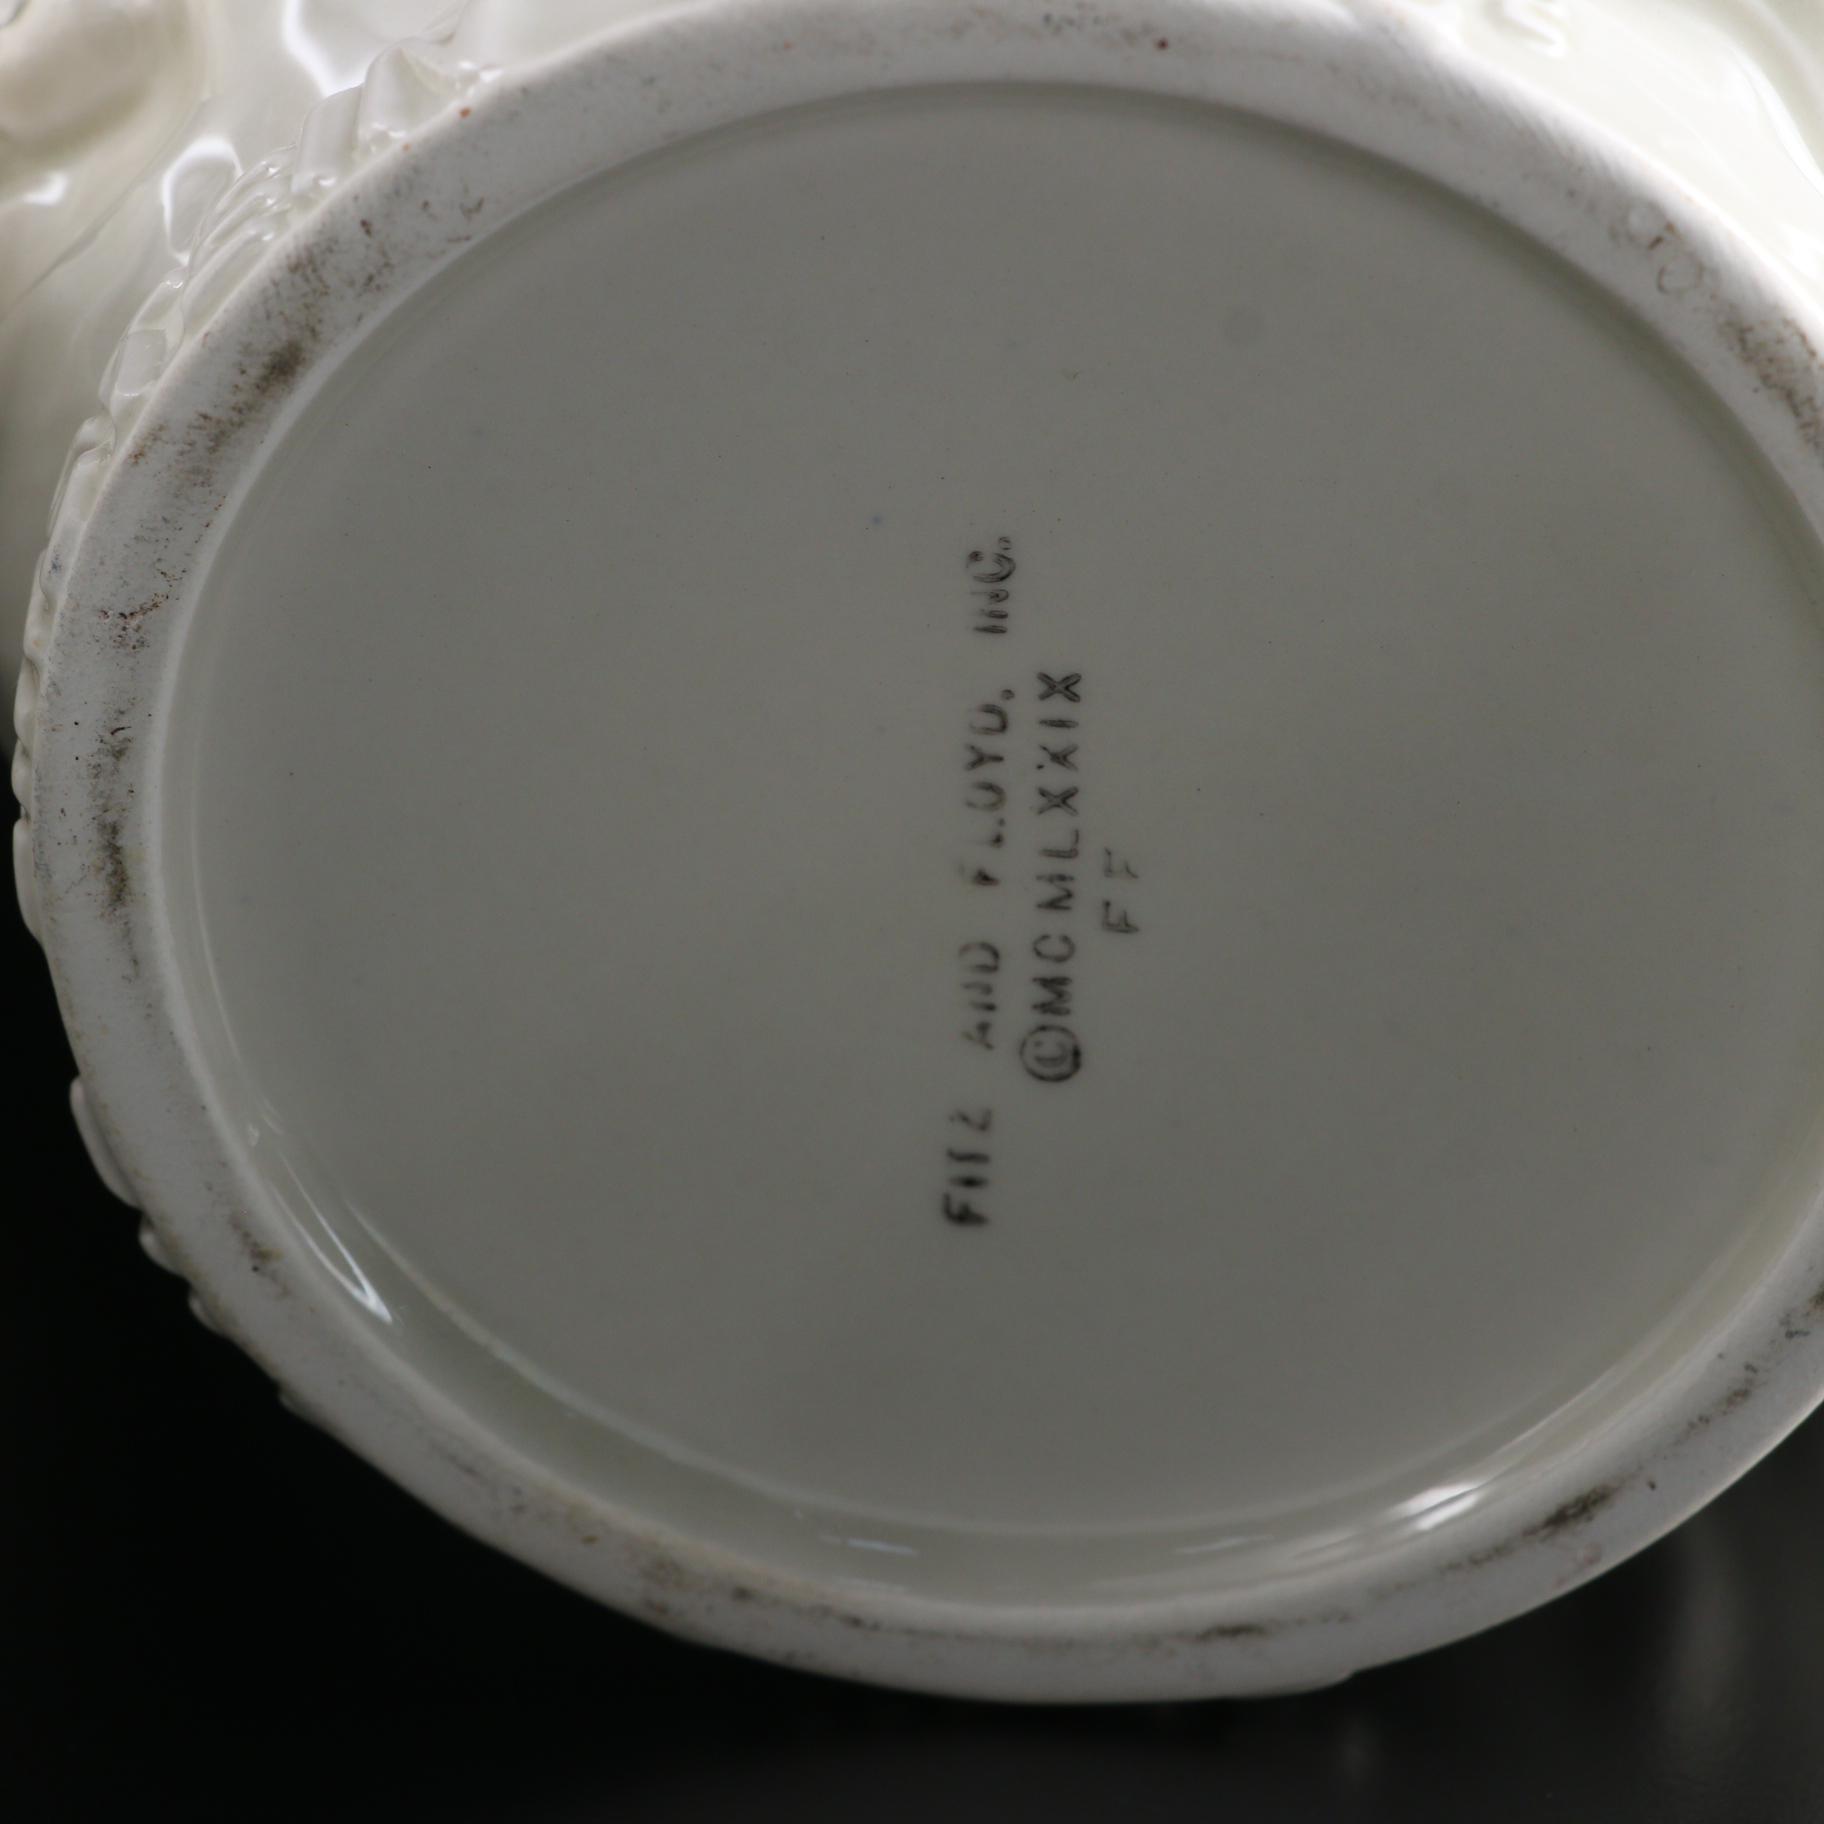 FITZ AND FLOYD, INC.
©MCMLXXIX
FF